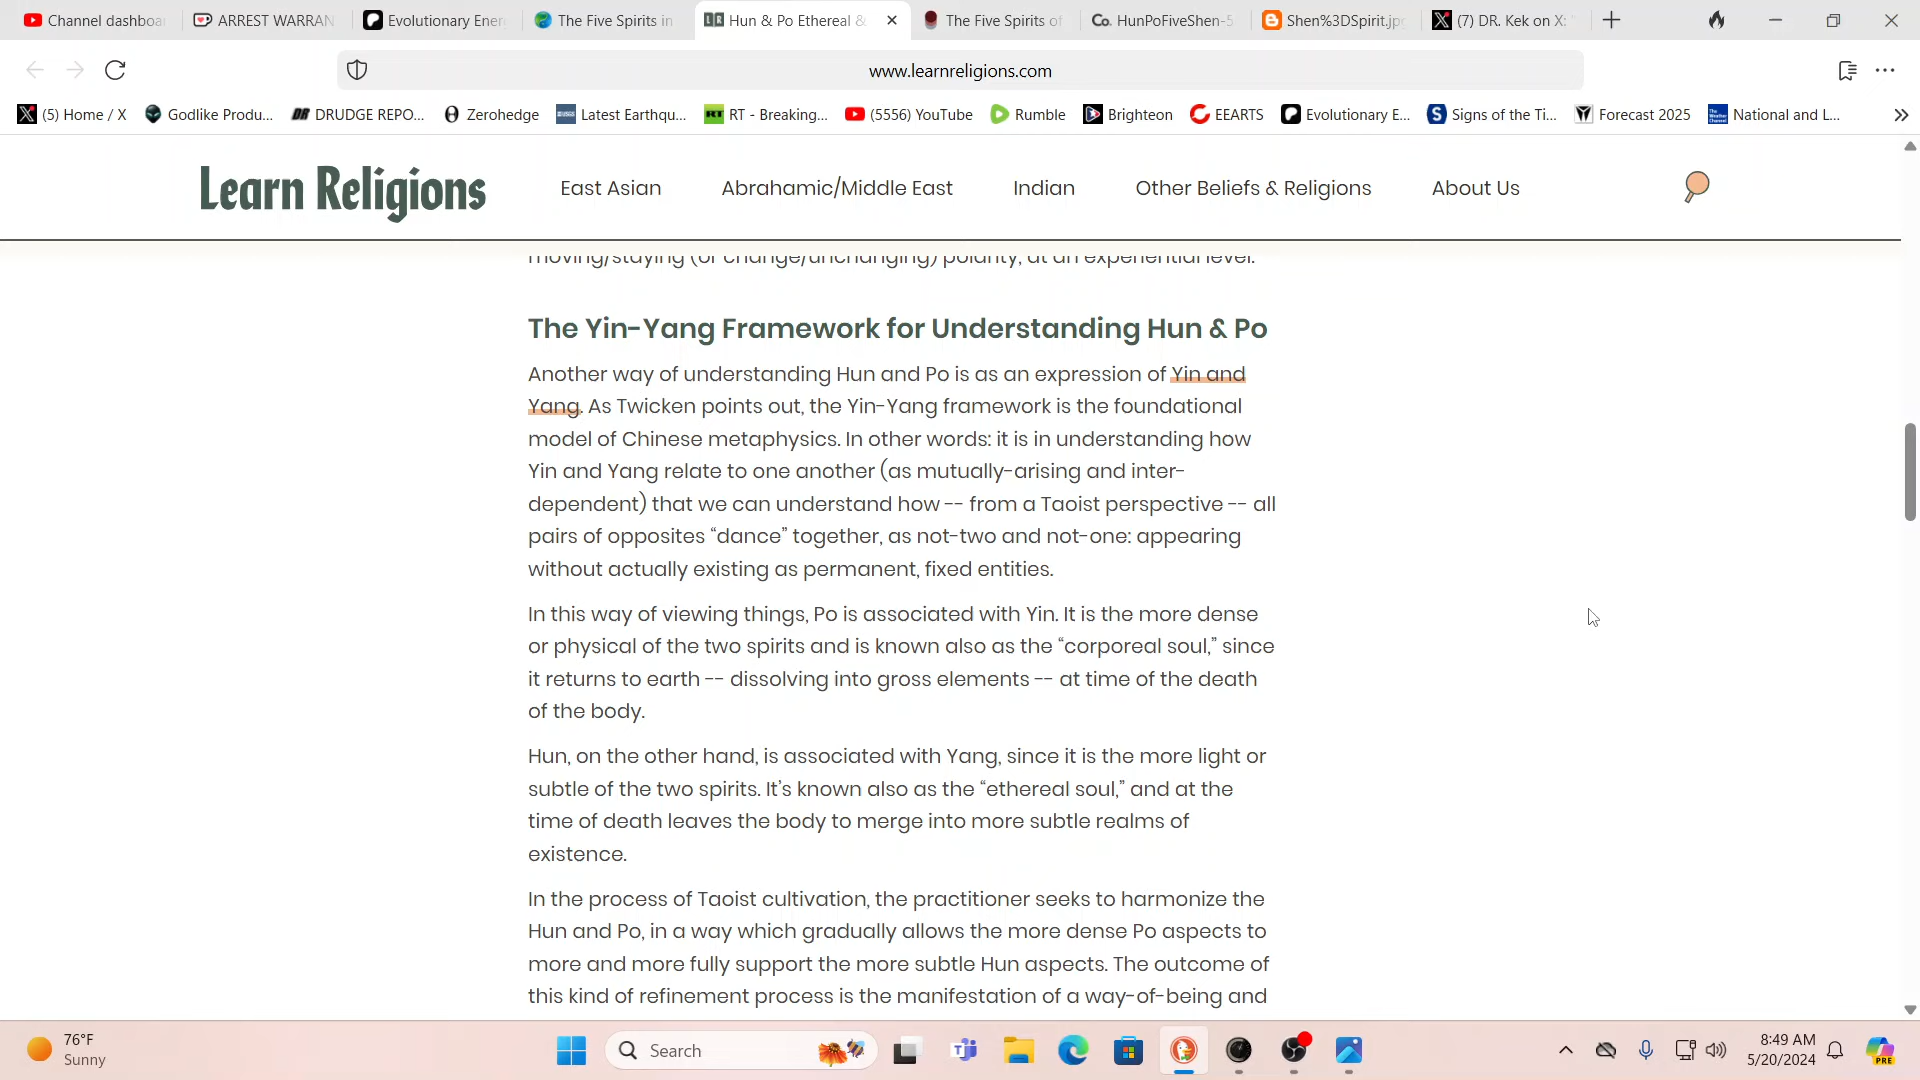 Channel dashboa
ARREST WARRAN
Evolutionary Ener
The Five Spirits in
Hun & Po Ethereal &
The Five Spirits of
Co. HunPoFiveShen-5
Shen%3DSpirit.jp
(7) DR. Kek on X: "
www.learnreligions.com
(5) Home / X
Godlike Produ...
DRUDGE REPO...
Zerohedge
Latest Earthqu...
RT - Breaking...
(5556) YouTube
Rumble
Brighteon
EEARTS
Evolutionary E...
Signs of the Ti...
Forecast 2025
National and L...
Learn Religions
East Asian
Abrahamic/Middle East
Indian
Other Beliefs & Religions
About Us
moving/staying (or change/unchanging) polarity, at an experiential level.
The Yin-Yang Framework for Understanding Hun & Po
Another way of understanding Hun and Po is as an expression of Yin and
Yang. As Twicken points out, the Yin-Yang framework is the foundational
model of Chinese metaphysics. In other words: it is in understanding how
Yin and Yang relate to one another (as mutually-arising and inter-
dependent) that we can understand how -- from a Taoist perspective -- all
pairs of opposites “dance” together, as not-two and not-one: appearing
without actually existing as permanent, fixed entities.
In this way of viewing things, Po is associated with Yin. It is the more dense
or physical of the two spirits and is known also as the “corporeal soul,” since
it returns to earth -- dissolving into gross elements -- at time of the death
of the body.
Hun, on the other hand, is associated with Yang, since it is the more light or
subtle of the two spirits. It’s known also as the “ethereal soul,” and at the
time of death leaves the body to merge into more subtle realms of
existence.
In the process of Taoist cultivation, the practitioner seeks to harmonize the
Hun and Po, in a way which gradually allows the more dense Po aspects to
more and more fully support the more subtle Hun aspects. The outcome of
this kind of refinement process is the manifestation of a way-of-being and
76°F
Sunny
Search
8:49 AM
5/20/2024
PRE